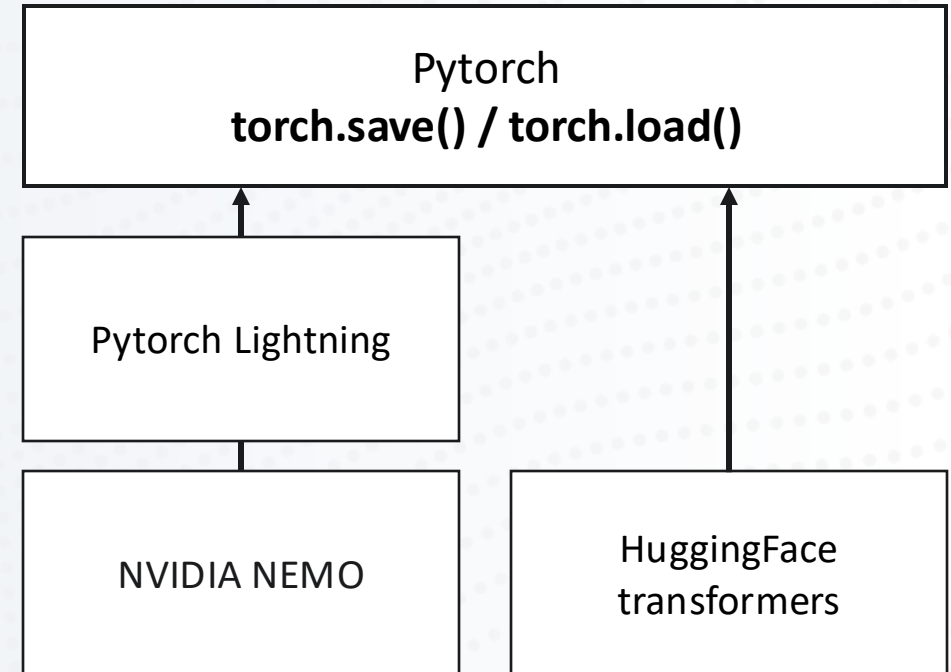 Pytorch
torch.save() / torch.load()
Pytorch Lightning
NVIDIA NEMO
HuggingFace
transformers